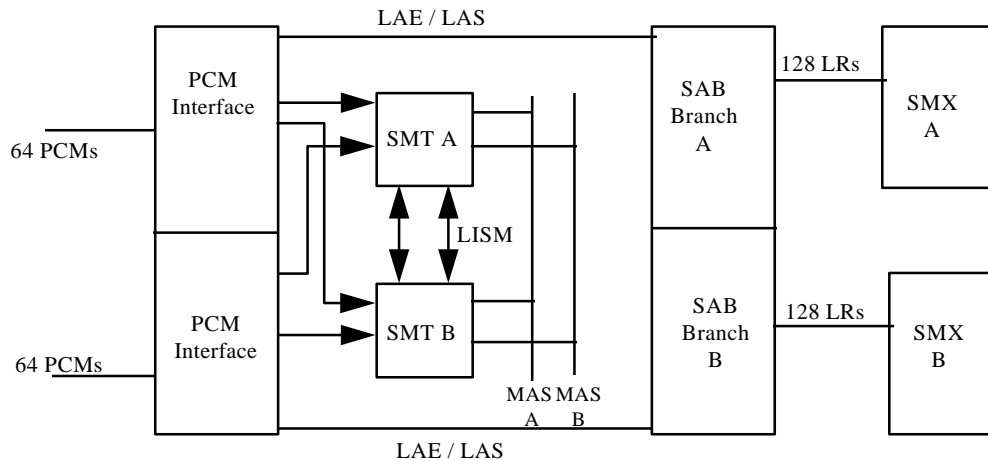 LAE / LAS
PCM
Interface
64 PCMs
SMT A
SAB
Branch
A
128 LRs
SMX
A
LISM
PCM
Interface
64 PCMs
SMT B
MAS MAS
A B
SAB
Branch
B
128 LRs
SMX
B
LAE / LAS